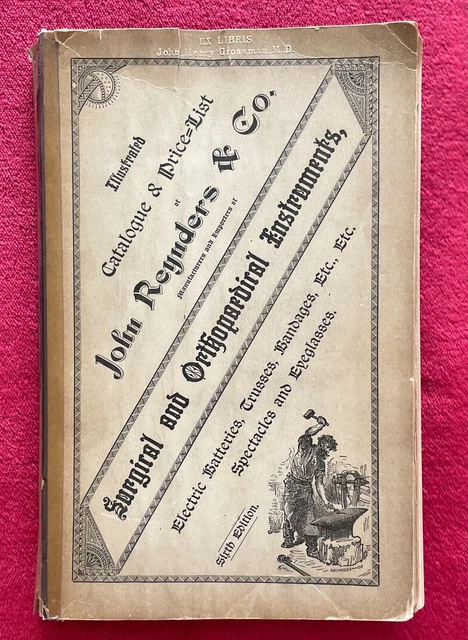 EX LIBRIS
John Henry Grossman, M.D.
Illustrated
Catalogue & Price=List
of
John Reynders & Co.
Manufacturers and Importers of
Surgical and Orthopaedical Instruments,
Electric Batteries, Trusses, Bandages, Etc., Etc.
Spectacles and Eyeglasses.
Sixth Edition.